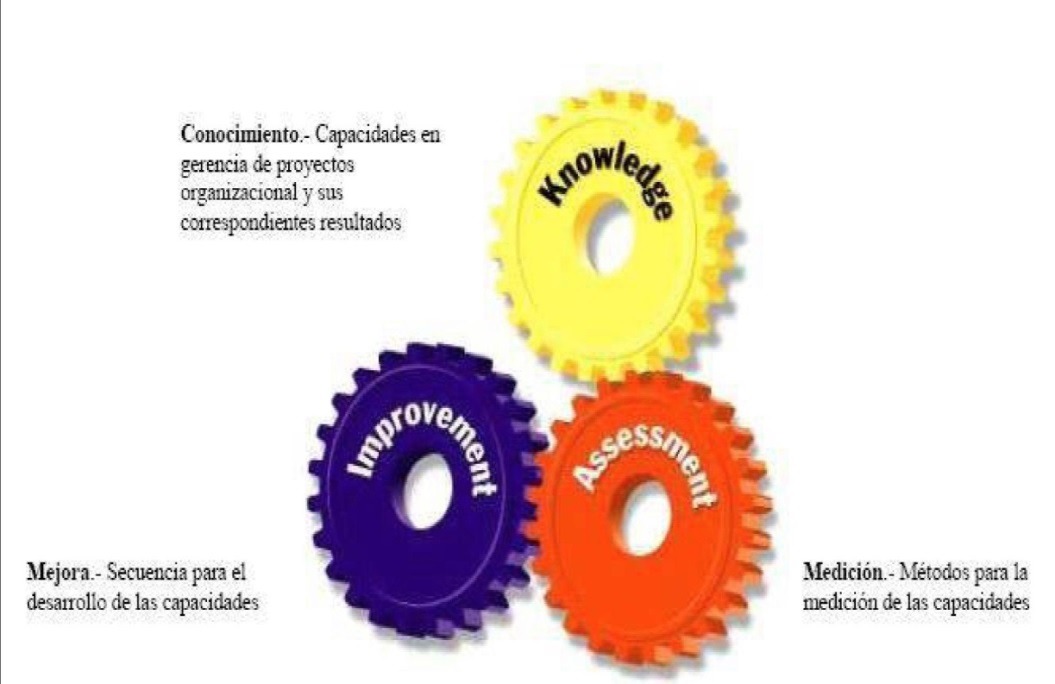 Conocimiento.- Capacidades en
gerencia de proyectos
organizacional y sus
correspondientes resultados
Knowledge
Improvement
Assessment
Mejora.- Secuencia para el
desarrollo de las capacidades
Medición.- Métodos para la
medición de las capacidades